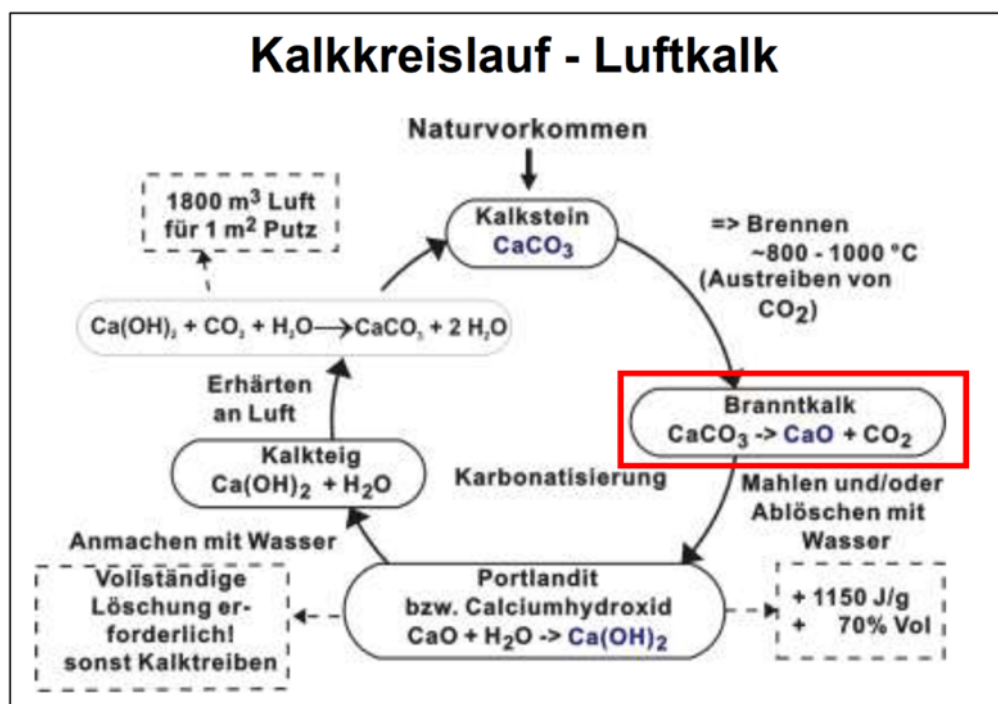 Kalkkreislauf - Luftkalk
Naturvorkommen
1800 m³ Luft
für 1 m² Putz
Kalkstein
CaCO₃
=> Brennen
~800 - 1000 °C
(Austreiben von
CO₂)
Ca(OH)₂ + CO₂ + H₂O → CaCO₃ + 2 H₂O
Erhärten
an Luft
Branntkalk
CaCO₃ -> CaO + CO₂
Kalkteig
Ca(OH)₂ + H₂O
Karbonatisierung
Mahlen und/oder
Ablöschen mit
Wasser
Anmachen mit Wasser
Vollständige
Löschung er-
forderlich!
sonst Kalktreiben
Portlandit
bzw. Calciumhydroxid
CaO + H₂O -> Ca(OH)₂
+ 1150 J/g
+ 70% Vol